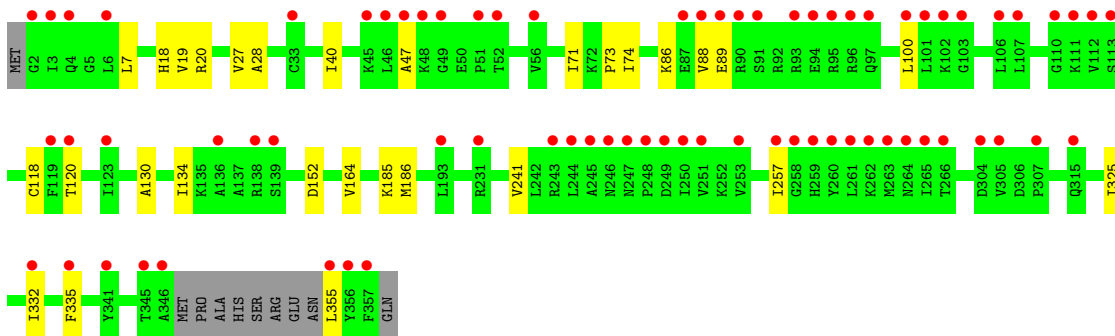 MET G2 I3 Q4 G5 L6 L7 H18 V19 R20 V27 A28 C33 I40 K45 L46 A47 K48 G49 E50 P51 T52 V56 I71 K72 P73 I74 K86 E87 V88 E89 R90 S91 R92 R93 E94 R95 R96 Q97 L100 L101 K102 G103 L106 L107 G110 K111 V112 S113
C118 F119 T120 I123 A130 I134 K135 A136 A137 R138 S139 D152 V164 K185 M186 L193 R231 V241 L242 R243 L244 A245 N246 N247 P248 D249 I250 V251 K252 V253 I257 G258 H259 Y260 L261 K262 M263 N264 I265 T266 D304 V305 D306 P307 Q315 I325
I332 F335 Y341 T345 A346 MET PRO ALA HIS SER ARG GLU ASN L355 Y356 F357 GLN